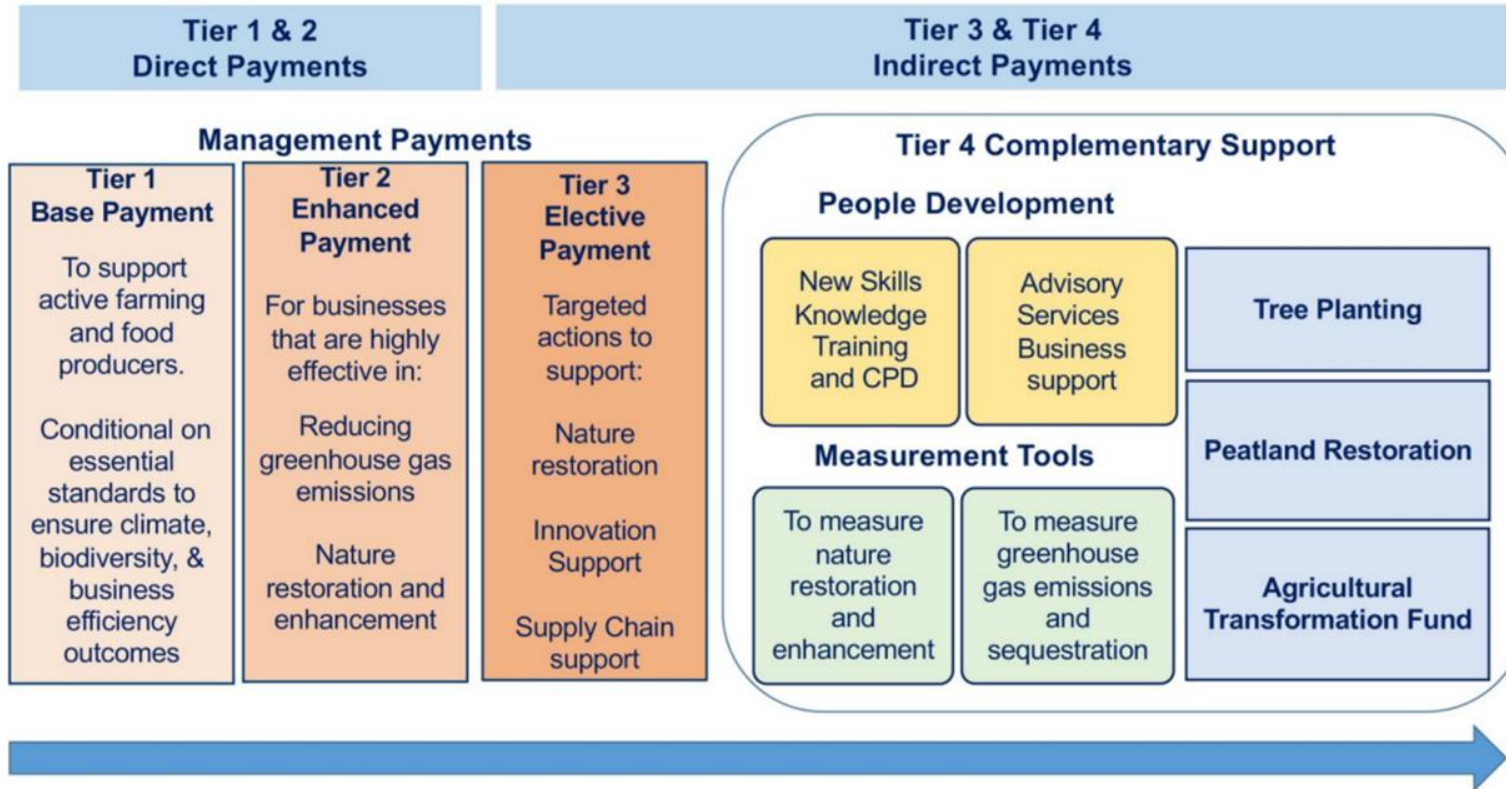 Tier 1 & 2
Direct Payments
Tier 3 & Tier 4
Indirect Payments
Management Payments
Tier 1
Base Payment
To support
active farming
and food
producers.
Conditional on
essential
standards to
ensure climate,
biodiversity, &
business
efficiency
outcomes
Tier 2
Enhanced
Payment
For businesses
that are highly
effective in:
Reducing
greenhouse gas
emissions
Nature
restoration and
enhancement
Tier 3
Elective
Payment
Targeted
actions to
support:
Nature
restoration
Innovation
Support
Supply Chain
support
Tier 4 Complementary Support
People Development
New Skills
Knowledge
Training
and CPD
Advisory
Services
Business
support
Measurement Tools
To measure
nature
restoration
and
enhancement
To measure
greenhouse
gas emissions
and
sequestration
Tree Planting
Peatland Restoration
Agricultural
Transformation Fund